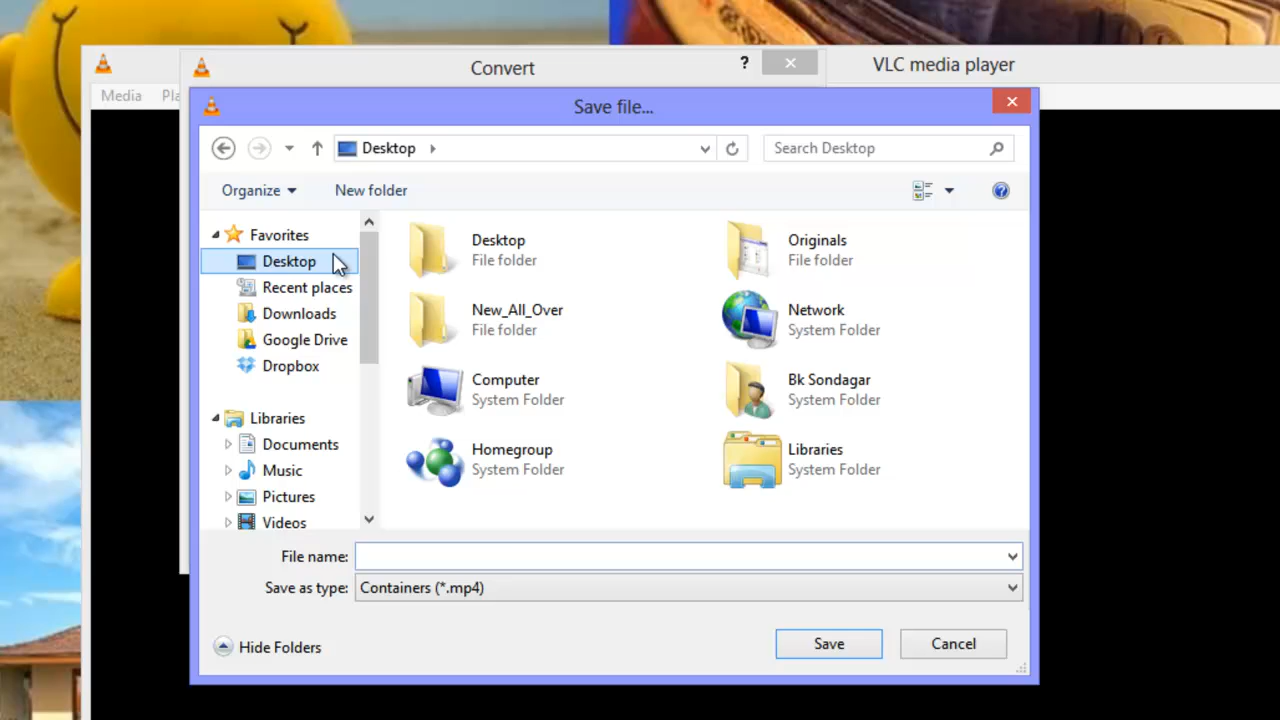 Convert
?
VLC media player
Media Pla
Save file...
Desktop
Search Desktop
Organize
New folder
?
Favorites
Desktop
Recent places
Downloads
Google Drive
Dropbox
Libraries
Documents
Music
Pictures
Videos
Desktop
File folder
Originals
File folder
New_All_Over
File folder
Network
System Folder
Computer
System Folder
Bk Sondagar
System Folder
Homegroup
System Folder
Libraries
System Folder
File name:
Save as type: Containers (*.mp4)
Hide Folders
Save
Cancel